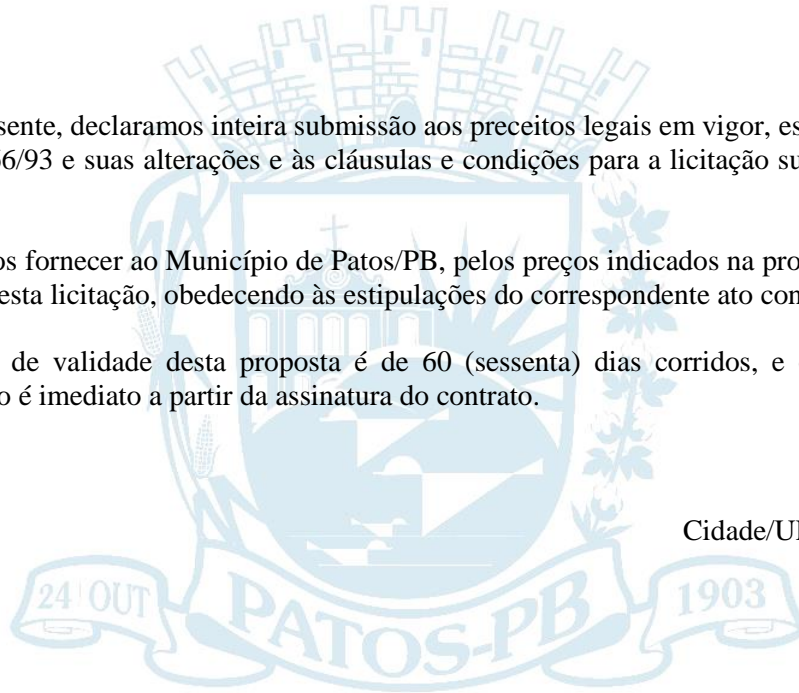 sente, declaramos inteira submissão aos preceitos legais em vigor, es
66/93 e suas alterações e às cláusulas e condições para a licitação su
os fornecer ao Município de Patos/PB, pelos preços indicados na pro
esta licitação, obedecendo às estipulações do correspondente ato con
de validade desta proposta é de 60 (sessenta) dias corridos, e
o é imediato a partir da assinatura do contrato.
Cidade/U
24 OUT
PATOS-PB
1903